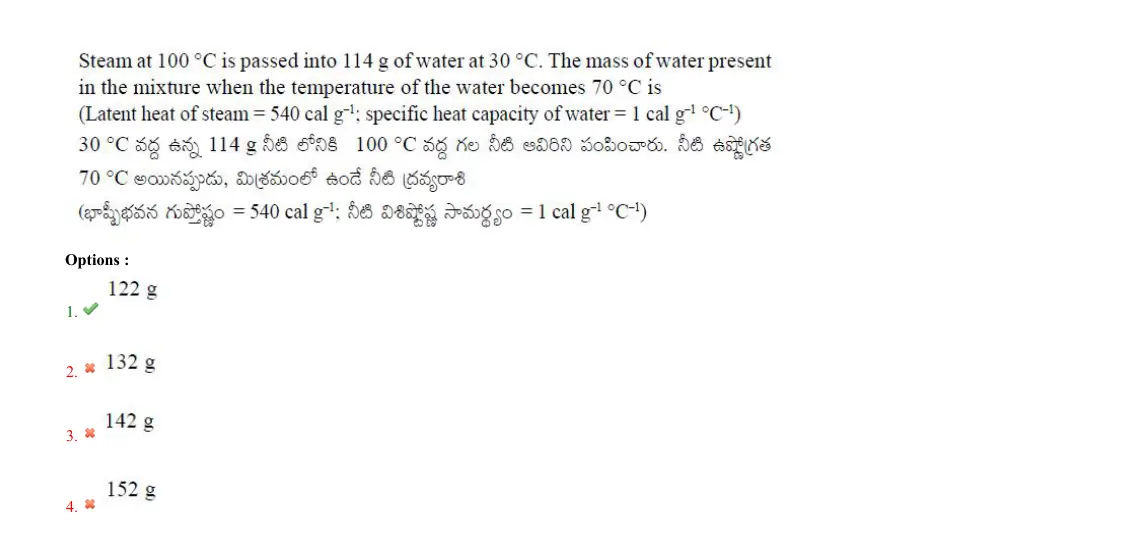 Steam at 100 °C is passed into 114 g of water at 30 °C. The mass of water present
in the mixture when the temperature of the water becomes 70 °C is
(Latent heat of steam = 540 cal g⁻¹; specific heat capacity of water = 1 cal g⁻¹ °C⁻¹)
30 °C వద్ద ఉన్న 114 g నీటి లోనికి 100 °C వద్ద గల నీటి ఆవిరిని పంపించారు. నీటి ఉష్ణోగ్రత
70 °C అయినప్పుడు, మిశ్రమంలో ఉండే నీటి ద్రవ్యరాశి
(భాష్పీభవన గుప్తోష్ణం = 540 cal g⁻¹; నీటి విశిష్టోష్ణ సామర్థ్యం = 1 cal g⁻¹ °C⁻¹)
Options :
122 g
1.
2. 132 g
142 g
3.
152 g
4.